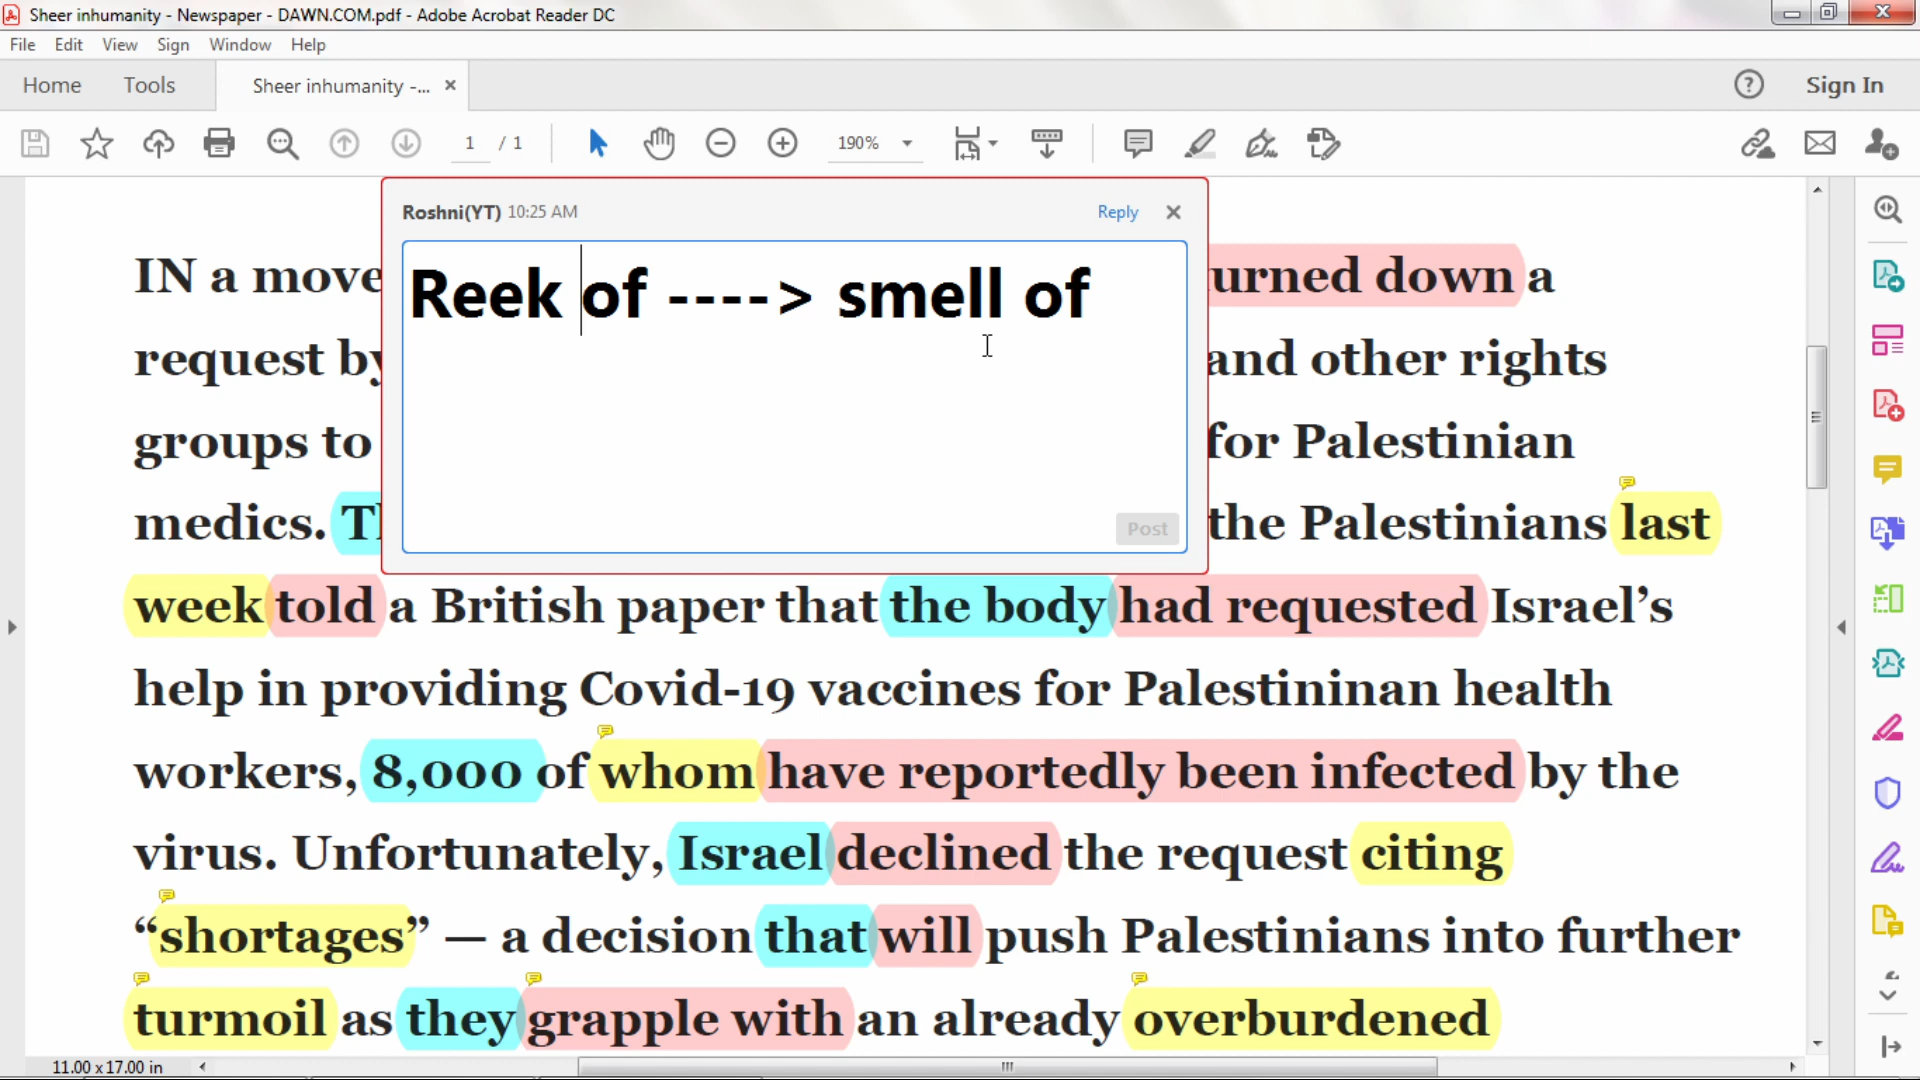 Sheer inhumanity - Newspaper - DAWN.COM.pdf - Adobe Acrobat Reader DC
File Edit View Sign Window Help
Home Tools Sheer inhumanity -... × Sign In
1 / 1 190%
Roshni(YT) 10:25 AM Reply
Reek of ----> smell of
Post
IN a move urned down a
request by and other rights
groups to for Palestinian
medics. Th the Palestinians last
week told a British paper that the body had requested Israel’s
help in providing Covid-19 vaccines for Palestininan health
workers, 8,000 of whom have reportedly been infected by the
virus. Unfortunately, Israel declined the request citing
“shortages” — a decision that will push Palestinians into further
turmoil as they grapple with an already overburdened
11.00 x 17.00 in